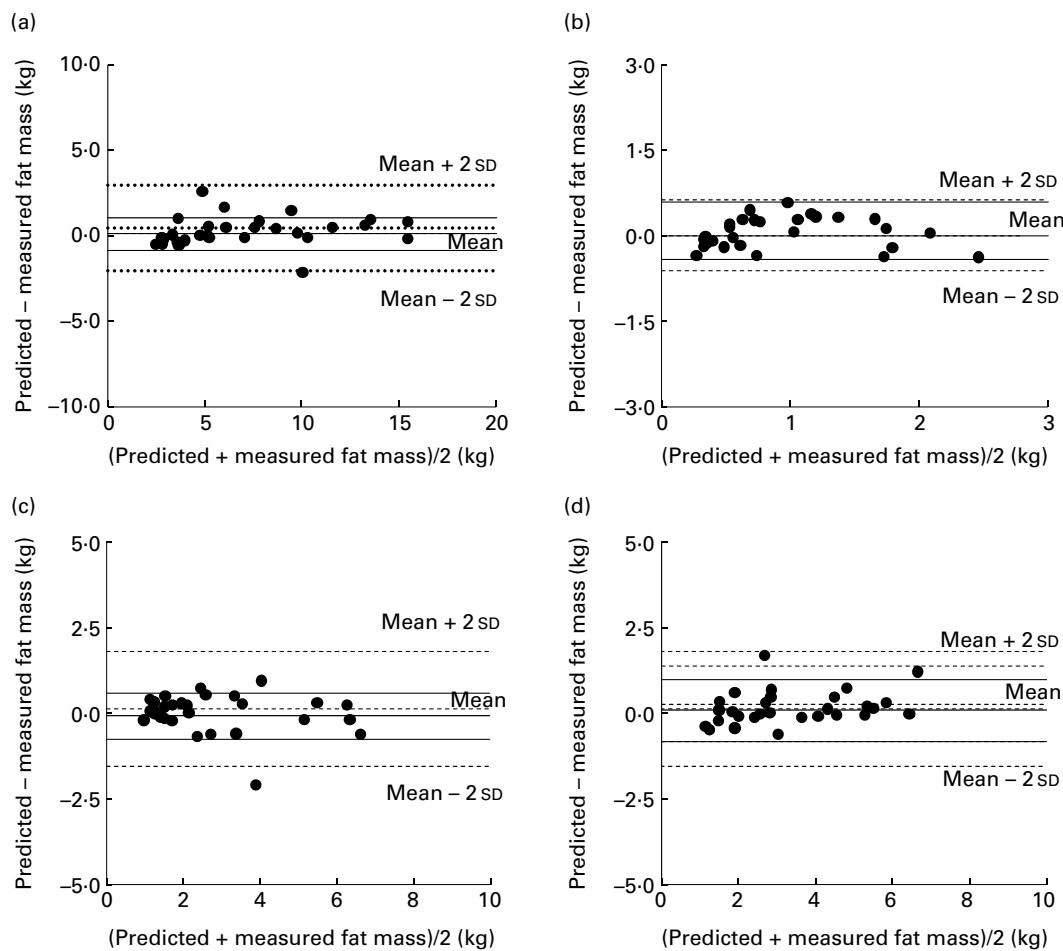 (a)
10·0
5·0
0·0
−5·0
−10·0
Predicted – measured fat mass (kg)
Mean + 2 SD
Mean
Mean – 2 SD
0
5
10
15
20
(Predicted + measured fat mass)/2 (kg)
(b)
3·0
1·5
0·0
−1·5
−3·0
Predicted – measured fat mass (kg)
Mean + 2 SD
Mean
Mean – 2 SD
0
1
2
3
(Predicted + measured fat mass)/2 (kg)
(c)
5·0
2·5
0·0
−2·5
−5·0
Predicted – measured fat mass (kg)
Mean + 2 SD
Mean
Mean – 2 SD
0
2
4
6
8
10
(Predicted + measured fat mass)/2 (kg)
(d)
5·0
2·5
0·0
−2·5
−5·0
Predicted – measured fat mass (kg)
Mean + 2 SD
Mean
Mean – 2 SD
0
2
4
6
8
10
(Predicted + measured fat mass)/2 (kg)